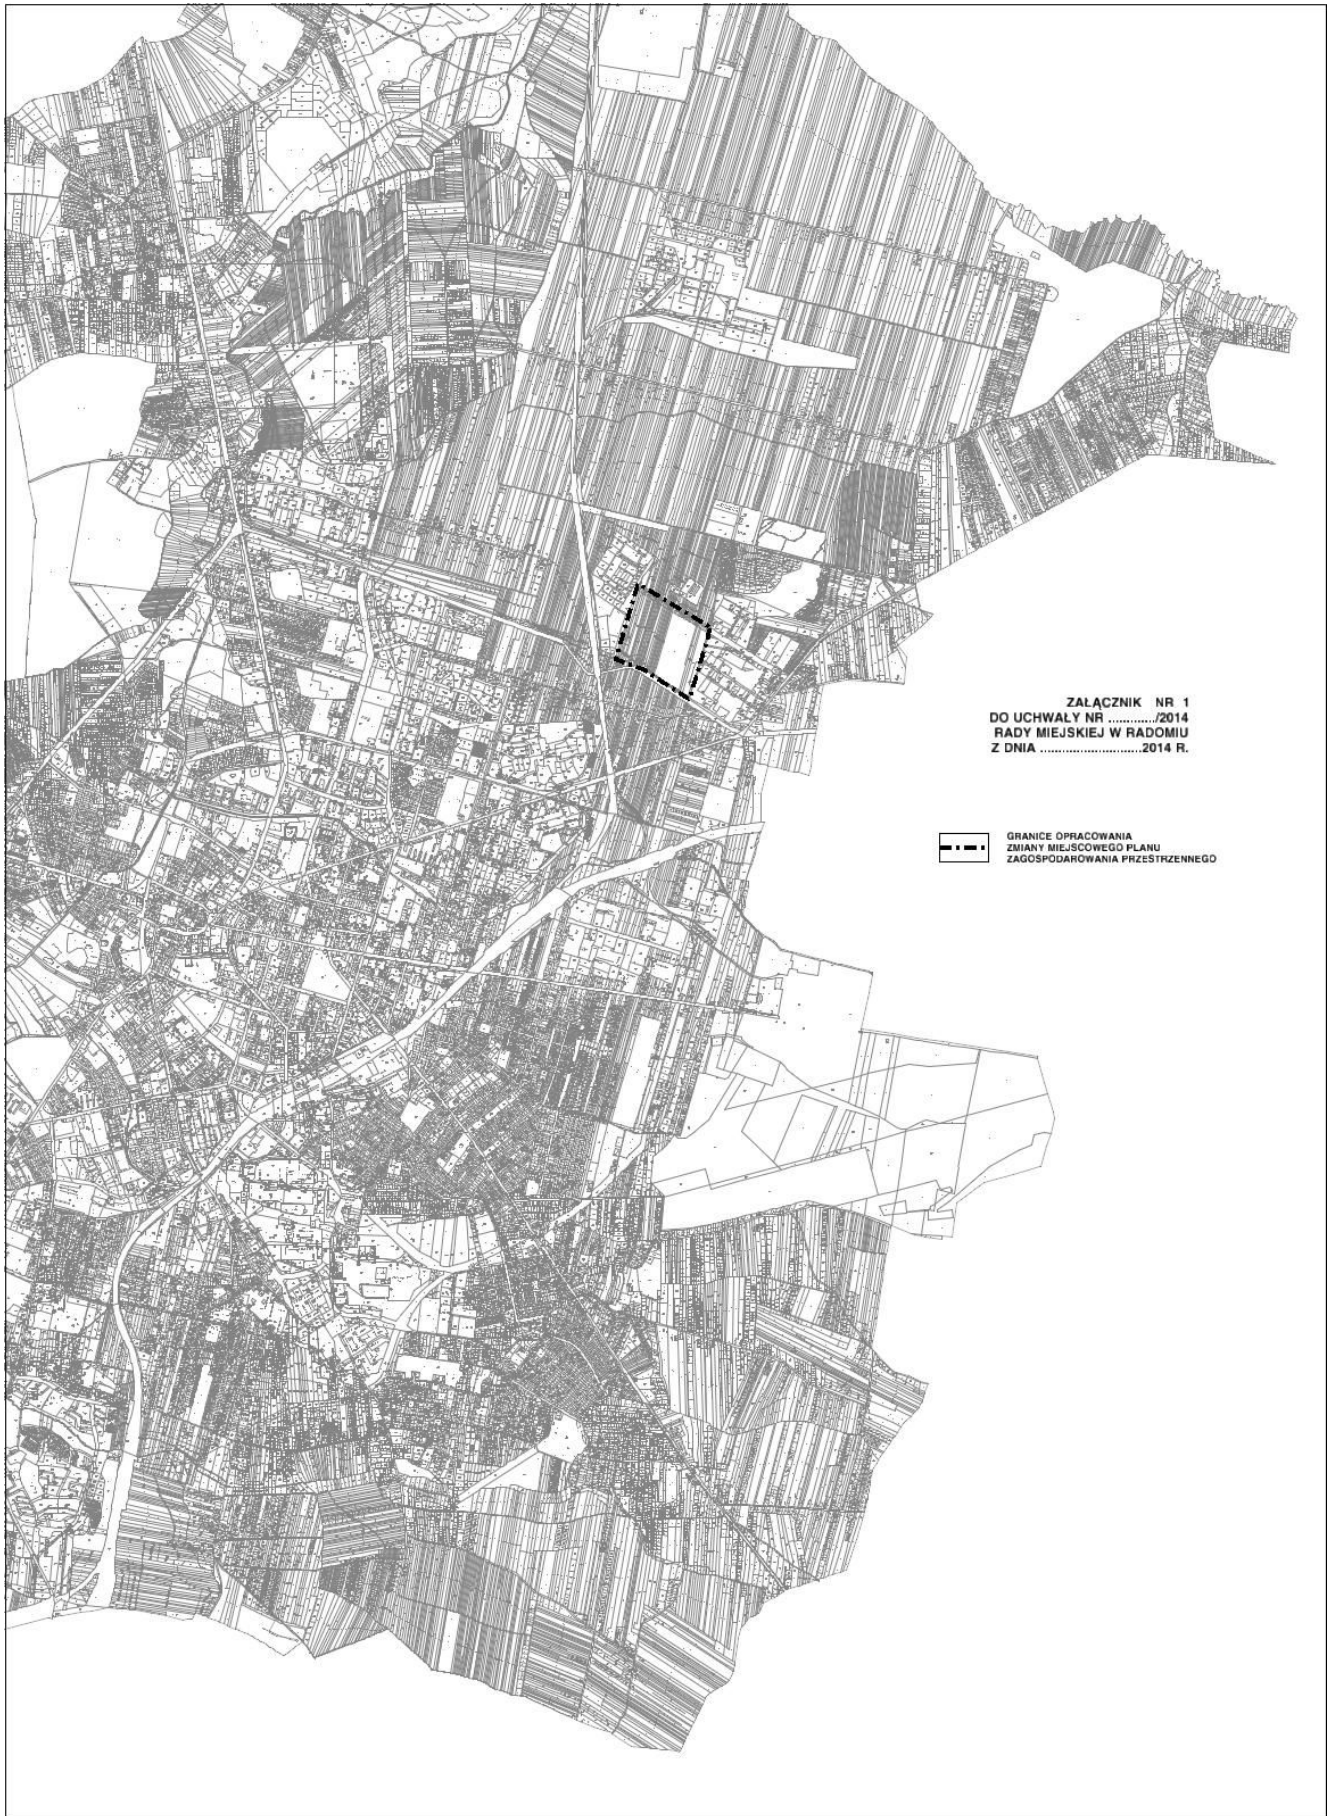 ZAŁĄCZNIK NR 1
DO UCHWAŁY NR ............/2014
RADY MIEJSKIEJ W RADOMIU
Z DNIA .........................2014 R.
GRANICE OPRACOWANIA
ZMIANY MIEJSCOWEGO PLANU
ZAGOSPODAROWANIA PRZESTRZENNEGO